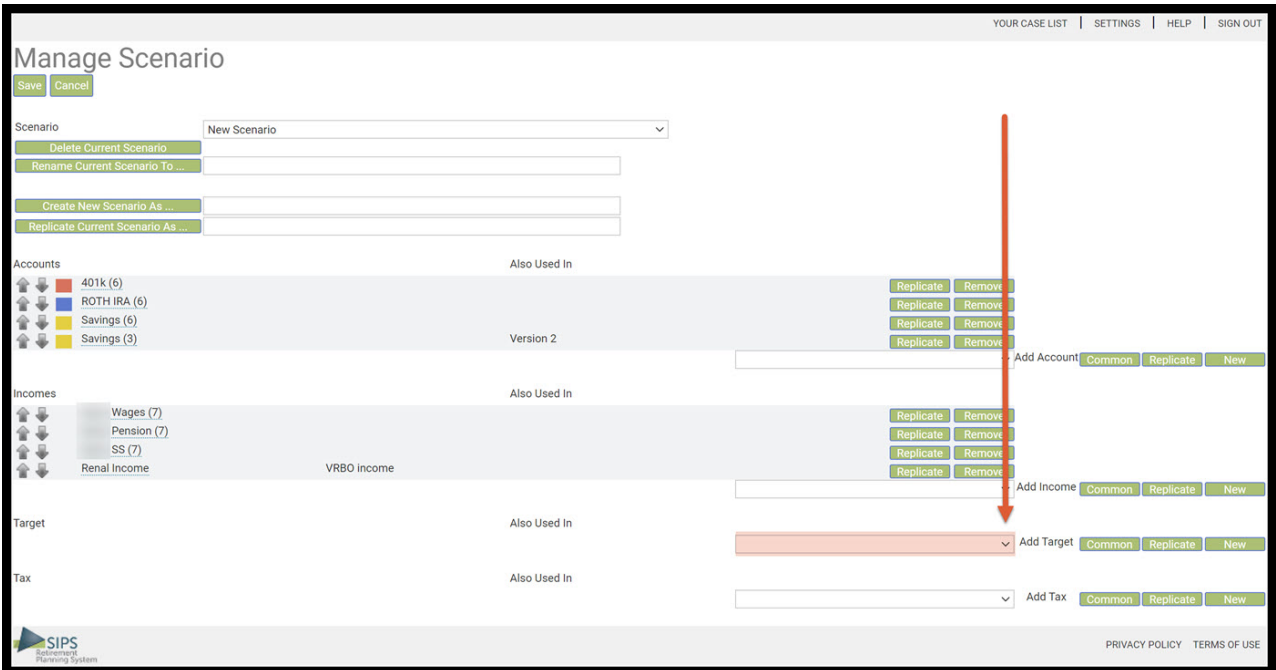 YOUR CASE LIST | SETTINGS | HELP | SIGN OUT
Manage Scenario
Save Cancel
Scenario New Scenario
Delete Current Scenario
Rename Current Scenario To ...
Create New Scenario As ...
Replicate Current Scenario As ...
Accounts Also Used In
401k (6) Replicate Remove
ROTH IRA (6) Replicate Remove
Savings (6) Replicate Remove
Savings (3) Version 2 Replicate Remove
Add Account Common Replicate New
Incomes Also Used In
Wages (7) Replicate Remove
Pension (7) Replicate Remove
SS (7) Replicate Remove
Renal Income VRBO income Replicate Remove
Add Income Common Replicate New
Target Also Used In
Add Target Common Replicate New
Tax Also Used In
Add Tax Common Replicate New
SIPS
Retirement
Planning System
PRIVACY POLICY TERMS OF USE